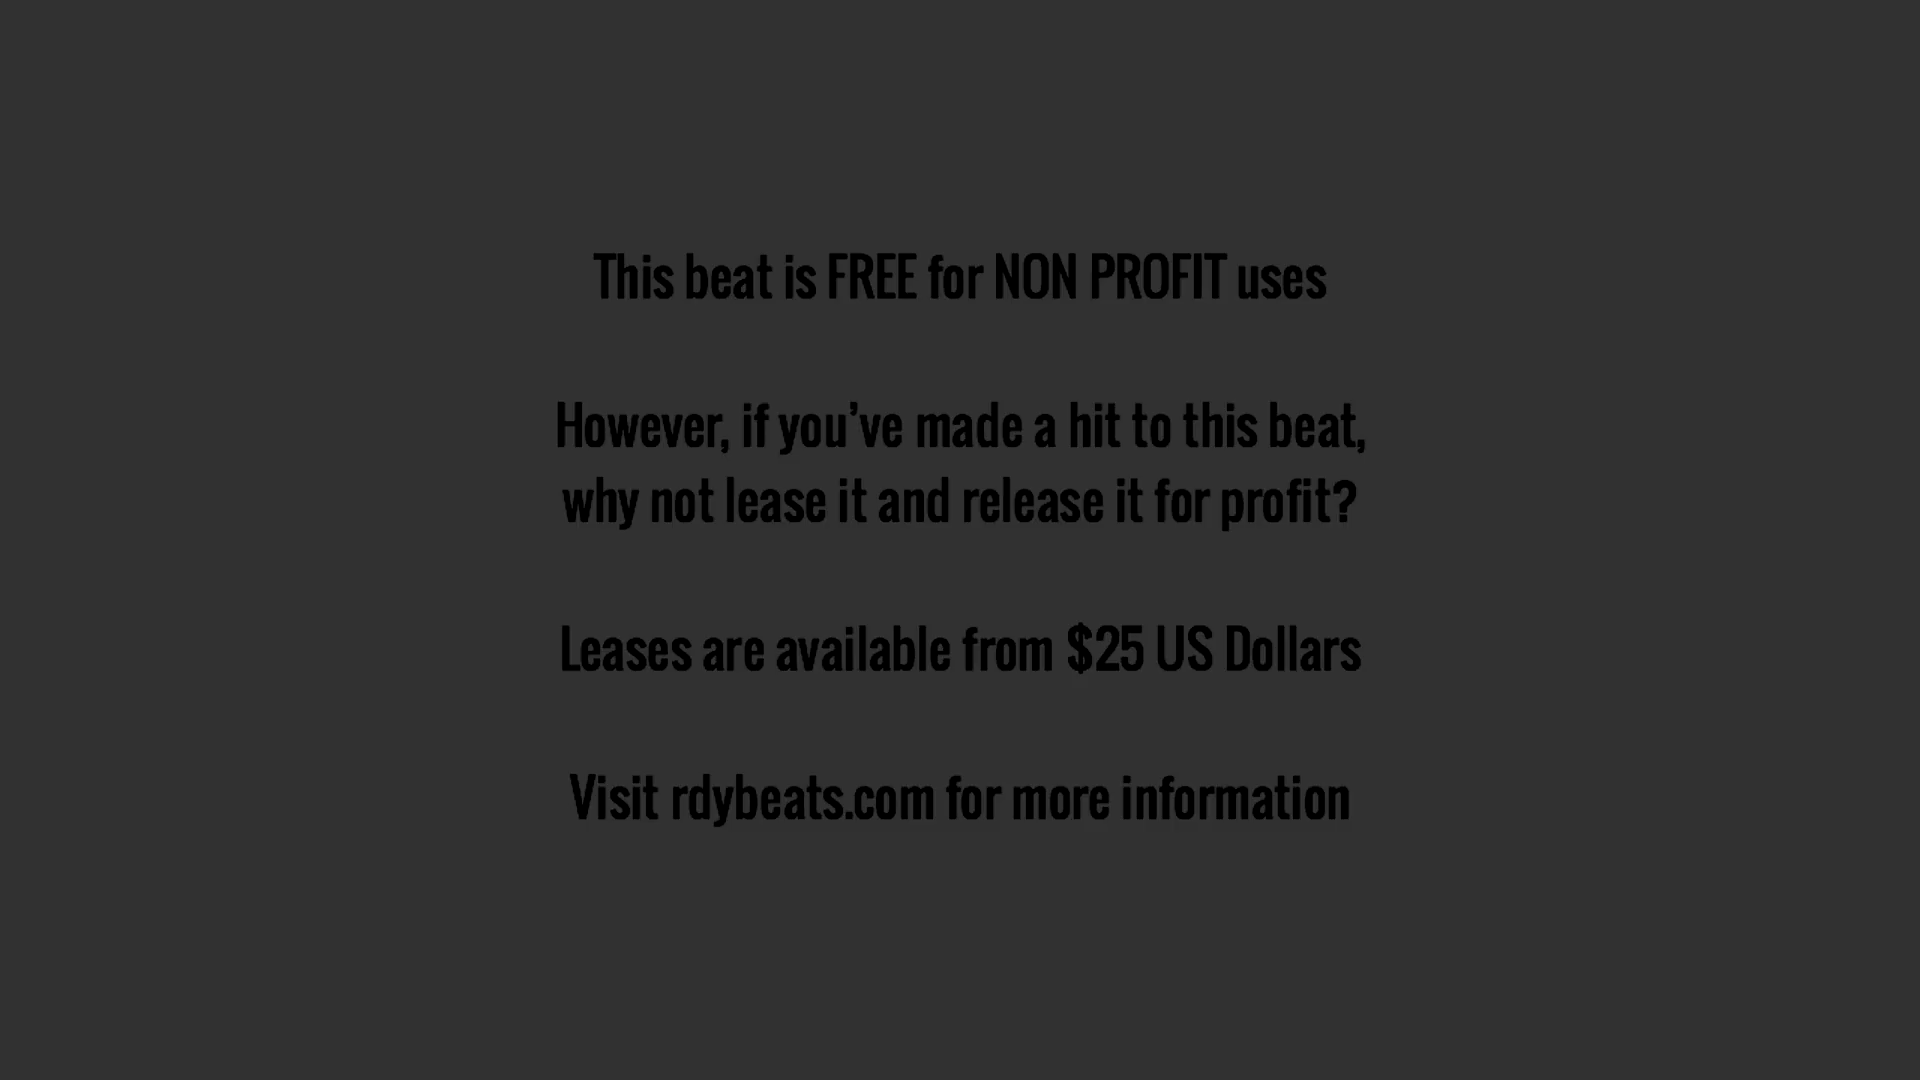 This beat is FREE for NON PROFIT uses
However, if you’ve made a hit to this beat,
why not lease it and release it for profit?
Leases are available from $25 US Dollars
Visit rdybeats.com for more information